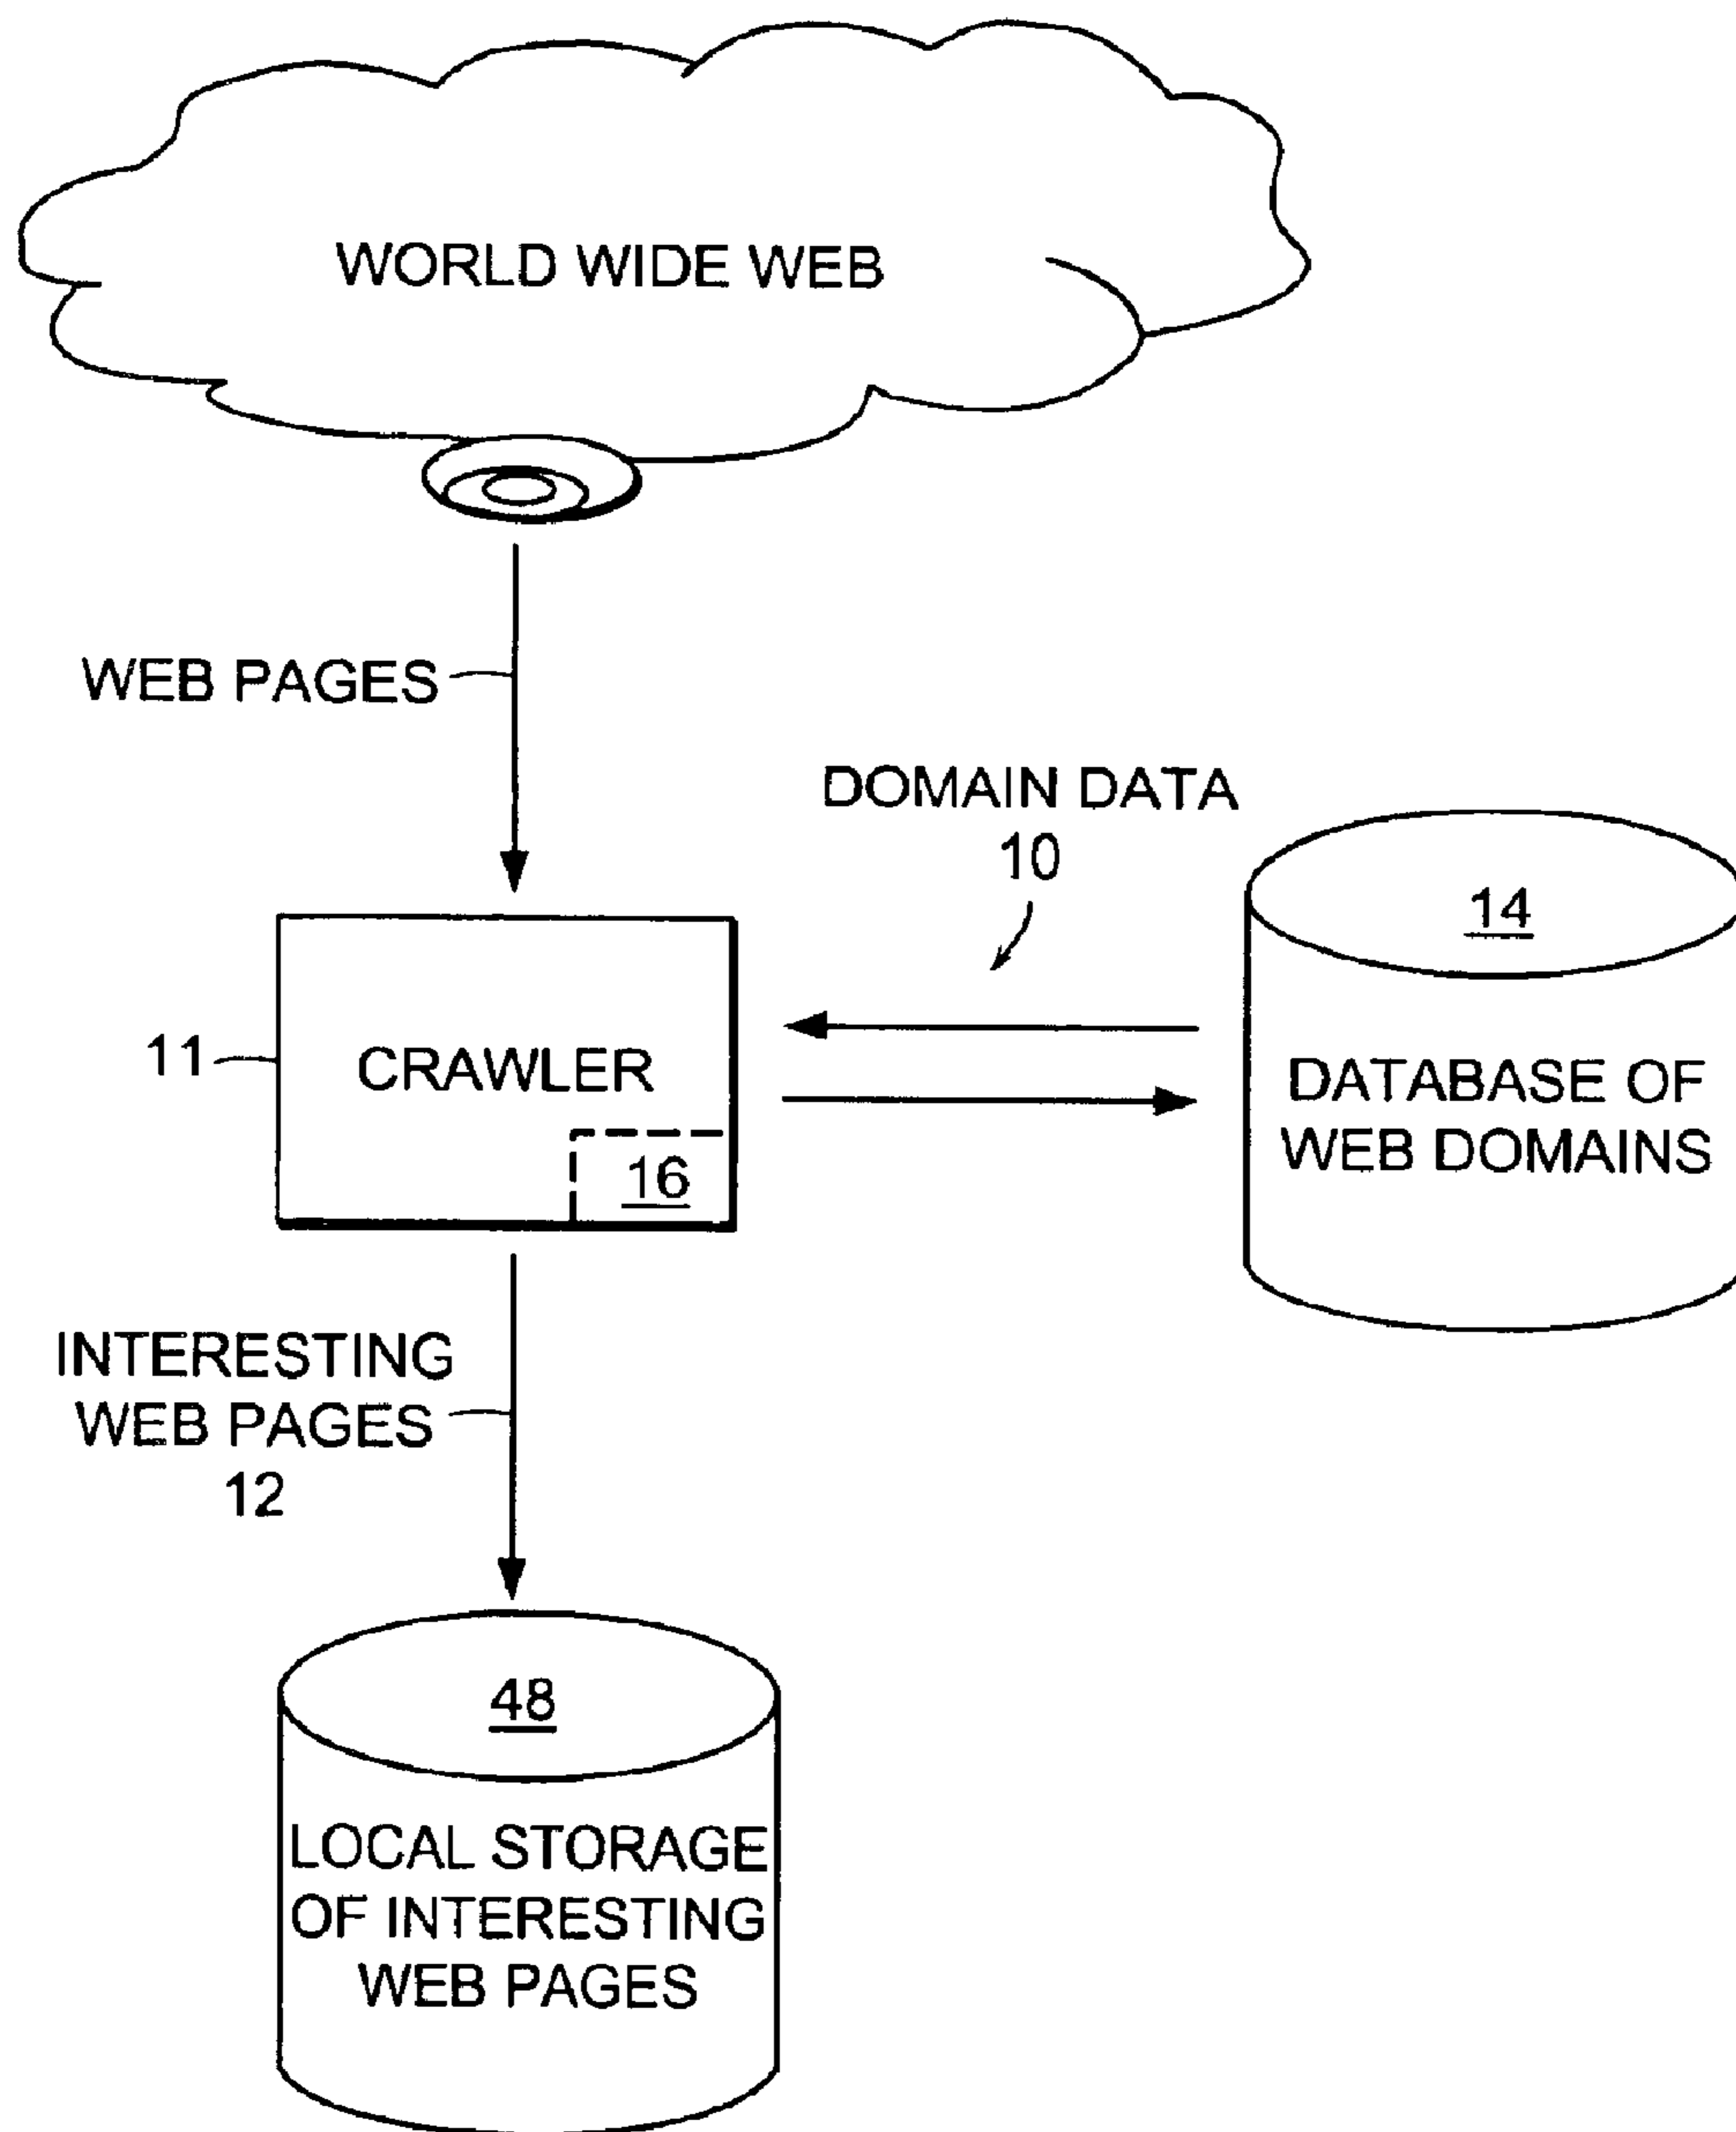 WORLD WIDE WEB
WEB PAGES
DOMAIN DATA
10
14
11
CRAWLER
DATABASE OF
WEB DOMAINS
16
INTERESTING
WEB PAGES
12
48
LOCAL STORAGE
OF INTERESTING
WEB PAGES